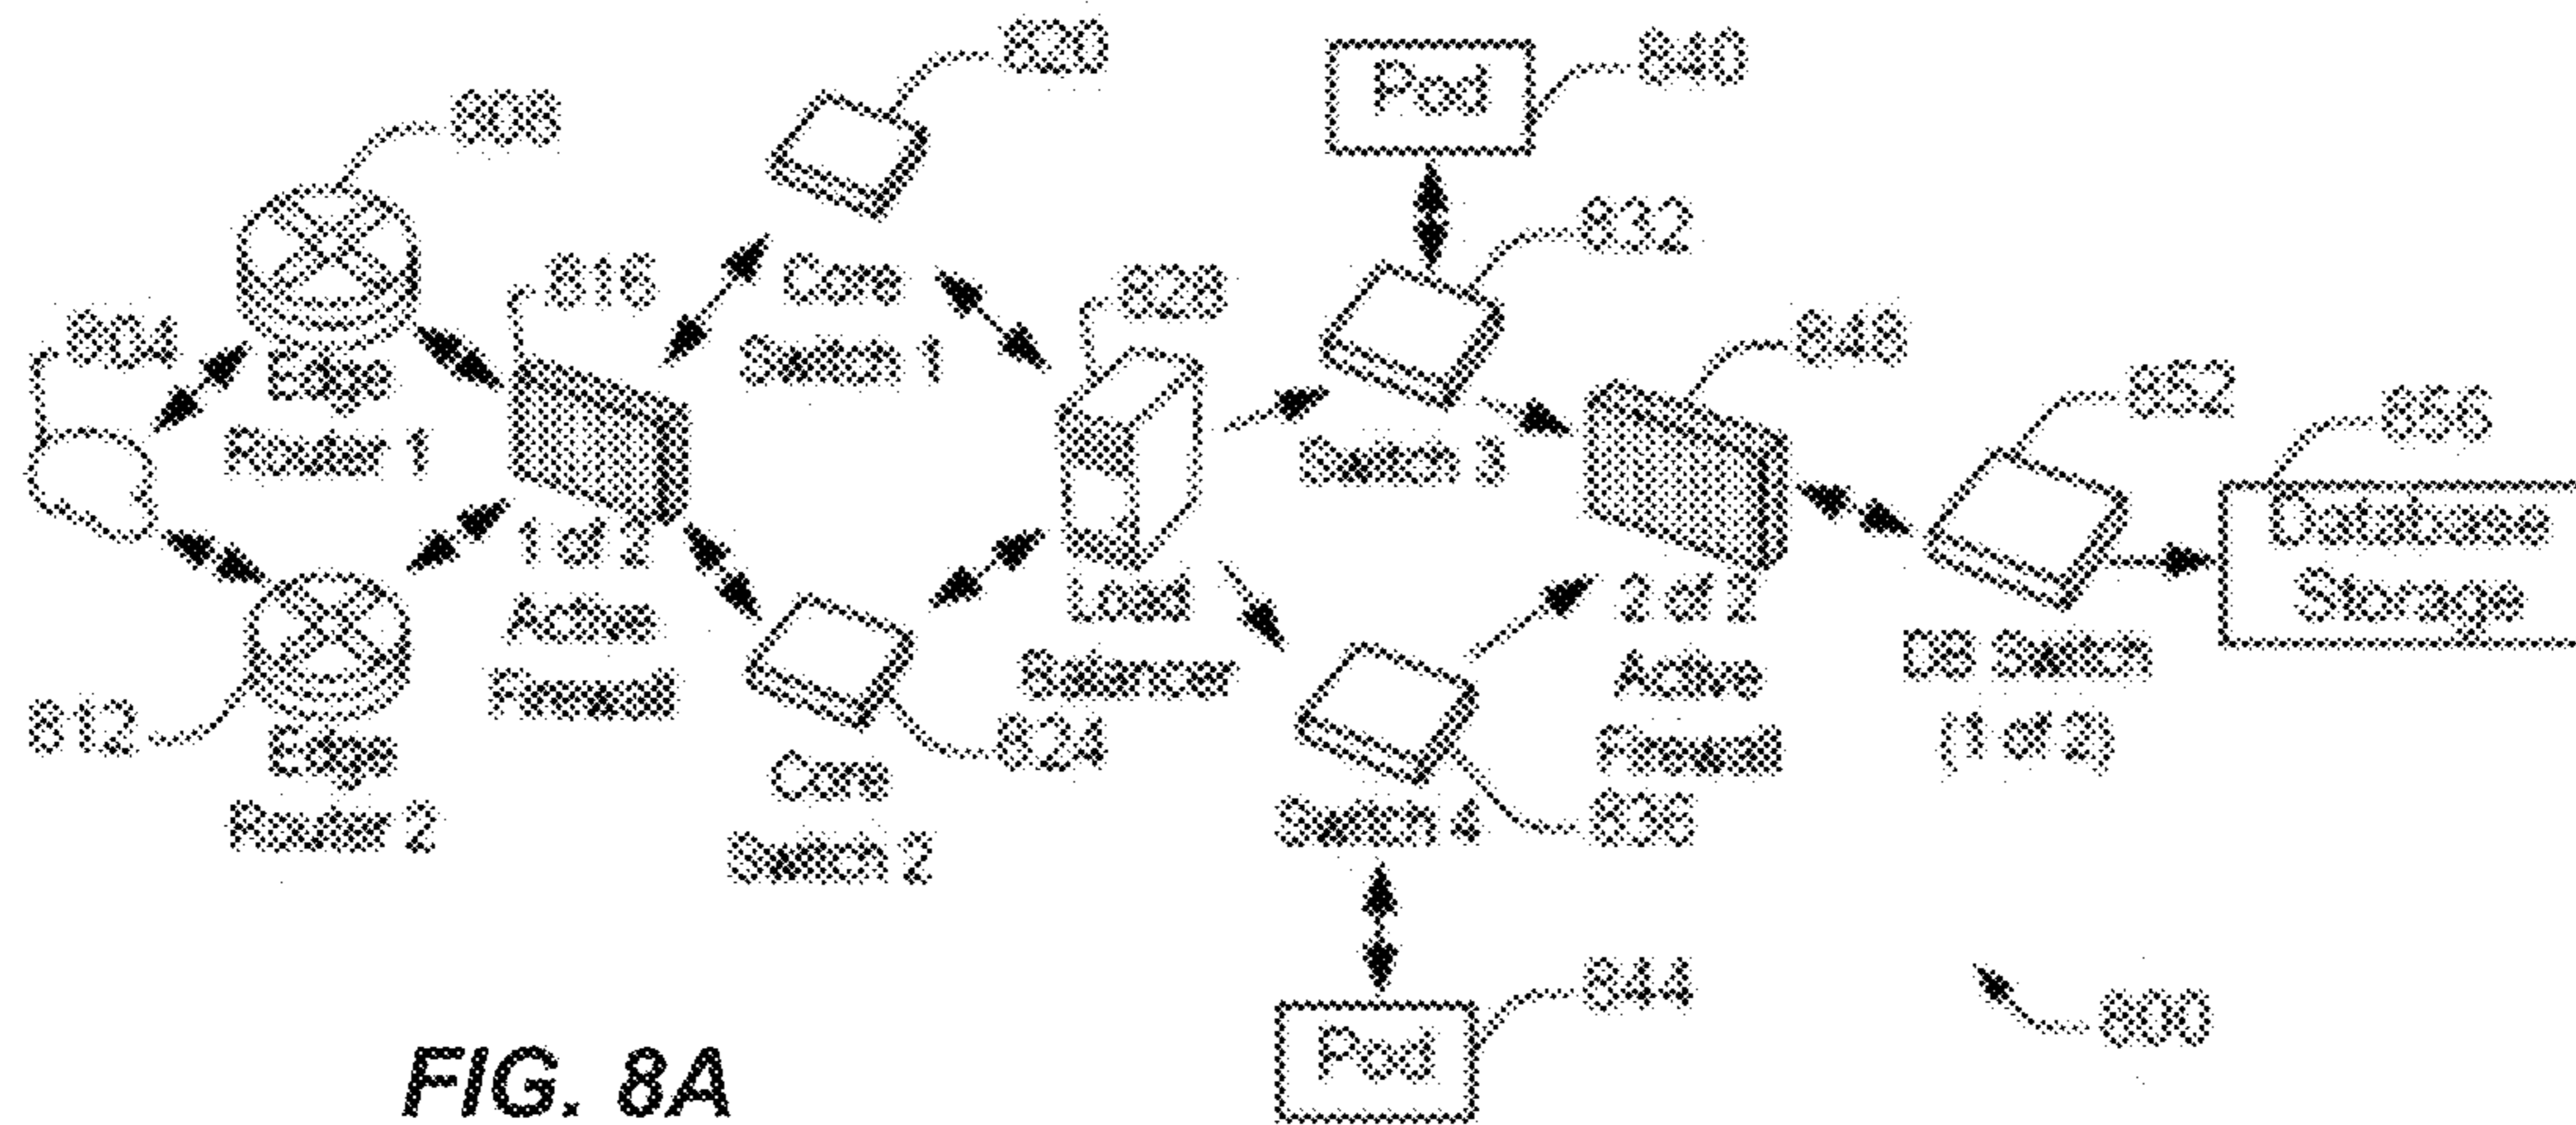 820
840
808
Pod
832
816
828
Core
Switch 1
804
848
Edge
Router 1
852
856
Switch 3
Database
Storage
1 of 2
Active
Firewall
Load
Balancer
2 of 2
Active
Firewall
DB Switch
(1 of 2)
812
824
Edge
Router 2
Core
Switch 2
Switch 4
836
844
Pod
800
FIG. 8A